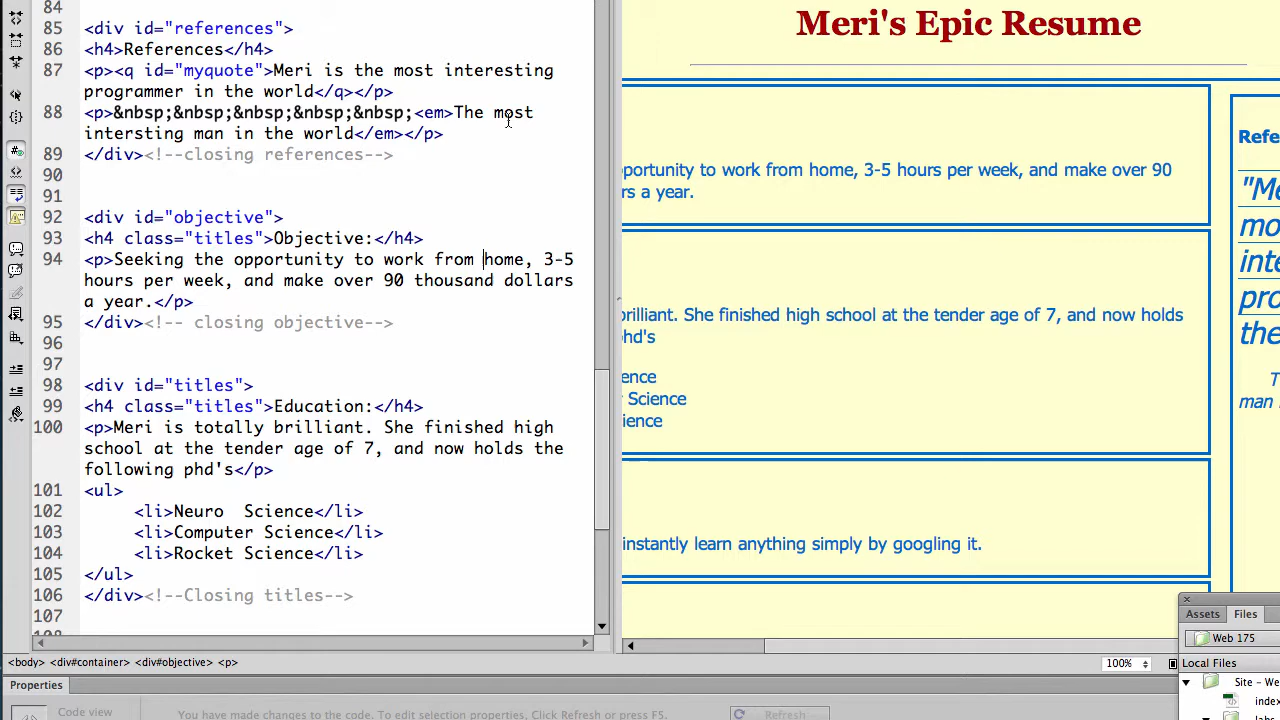 84
85 <div id="references">
86 <h4>References</h4>
87 <p><q id="myquote">Meri is the most interesting
programmer in the world</q></p>
88 <p>&nbsp;&nbsp;&nbsp;&nbsp;&nbsp;<em>The most
intersting man in the world</em></p>
89 </div><!--closing references-->
90
91
92 <div id="objective">
93 <h4 class="titles">Objective:</h4>
94 <p>Seeking the opportunity to work from home, 3-5
hours per week, and make over 90 thousand dollars
a year.</p>
95 </div><!-- closing objective-->
96
97
98 <div id="titles">
99 <h4 class="titles">Education:</h4>
100 <p>Meri is totally brilliant. She finished high
school at the tender age of 7, and now holds the
following phd's</p>
101 <ul>
102 <li>Neuro  Science</li>
103 <li>Computer Science</li>
104 <li>Rocket Science</li>
105 </ul>
106 </div><!--Closing titles-->
107
108
<body> <div#container> <div#objective> <p>
100%
Properties
Code view
You have made changes to the code. To edit selection properties, Click Refresh or press F5.
Refresh
Meri's Epic Resume
portunity to work from home, 3-5 hours per week, and make over 90
rs a year.
rilliant. She finished high school at the tender age of 7, and now holds
hd's
ence
r Science
ience
instantly learn anything simply by googling it.
Refe
"Me
mo
inte
pro
the
T
man
Assets Files
Web 175
Local Files
Site - We
index
labs